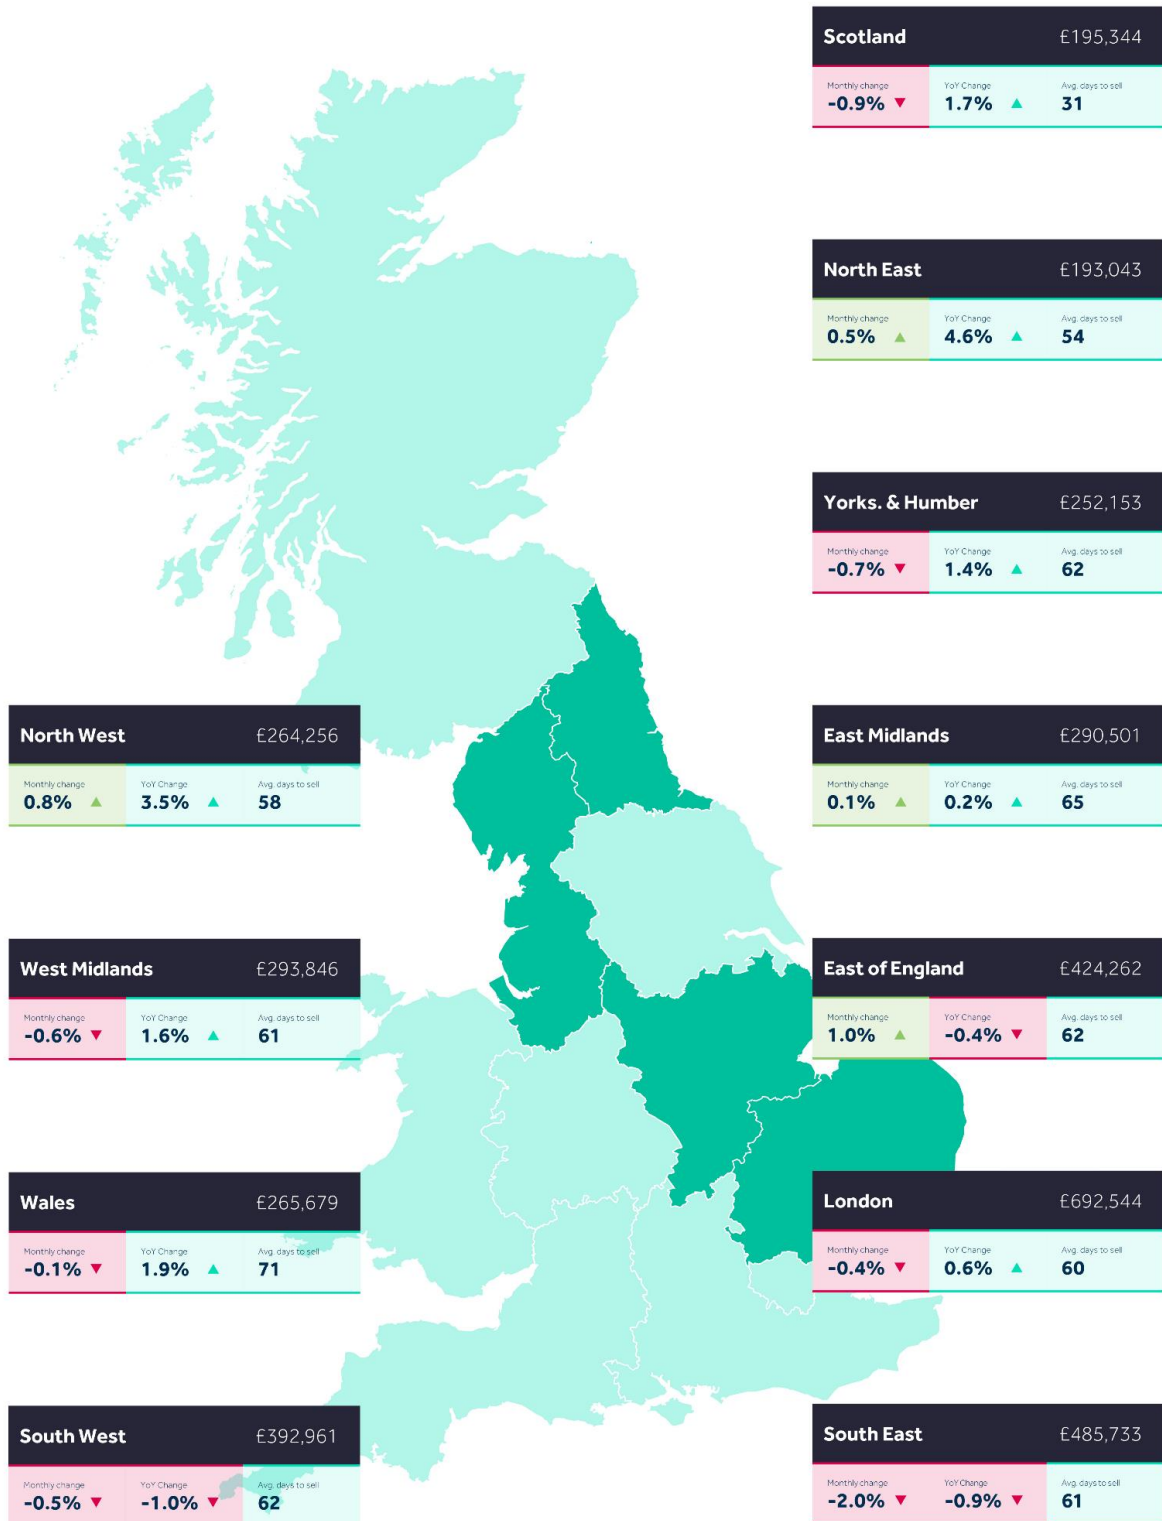 Scotland £195,344
Monthly change YoY Change Avg. days to sell
-0.9% ▼ 1.7% ▲ 31
North East £193,043
Monthly change YoY Change Avg. days to sell
0.5% ▲ 4.6% ▲ 54
Yorks. & Humber £252,153
Monthly change YoY Change Avg. days to sell
-0.7% ▼ 1.4% ▲ 62
North West £264,256
Monthly change YoY Change Avg. days to sell
0.8% ▲ 3.5% ▲ 58
East Midlands £290,501
Monthly change YoY Change Avg. days to sell
0.1% ▲ 0.2% ▲ 65
West Midlands £293,846
Monthly change YoY Change Avg. days to sell
-0.6% ▼ 1.6% ▲ 61
East of England £424,262
Monthly change YoY Change Avg. days to sell
1.0% ▲ -0.4% ▼ 62
Wales £265,679
Monthly change YoY Change Avg. days to sell
-0.1% ▼ 1.9% ▲ 71
London £692,544
Monthly change YoY Change Avg. days to sell
-0.4% ▼ 0.6% ▲ 60
South West £392,961
Monthly change YoY Change Avg. days to sell
-0.5% ▼ -1.0% ▼ 62
South East £485,733
Monthly change YoY Change Avg. days to sell
-2.0% ▼ -0.9% ▼ 61